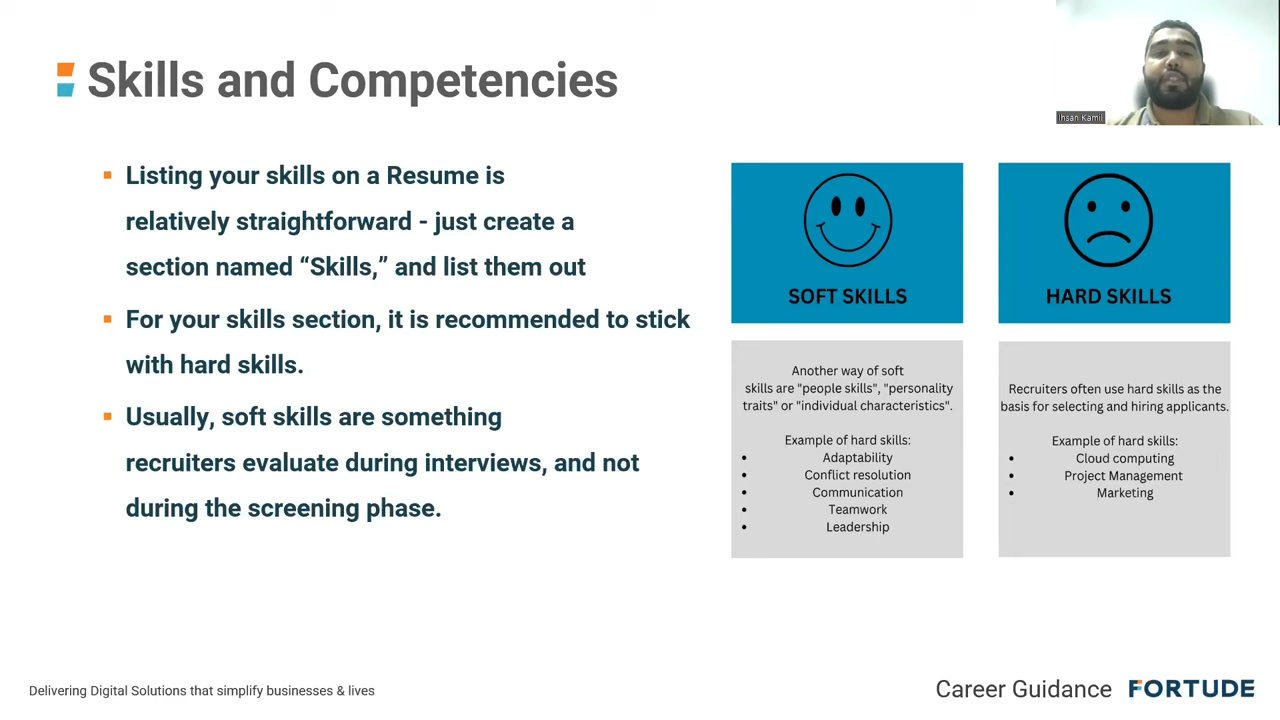 Skills and Competencies
Ihsan Kamil
Listing your skills on a Resume is
relatively straightforward - just create a
section named “Skills,” and list them out
For your skills section, it is recommended to stick
with hard skills.
Usually, soft skills are something
recruiters evaluate during interviews, and not
during the screening phase.
SOFT SKILLS
Another way of soft
skills are "people skills", "personality
traits" or "individual characteristics".
Example of hard skills:
Adaptability
Conflict resolution
Communication
Teamwork
Leadership
HARD SKILLS
Recruiters often use hard skills as the
basis for selecting and hiring applicants.
Example of hard skills:
Cloud computing
Project Management
Marketing
Delivering Digital Solutions that simplify businesses & lives
Career Guidance FORTUDE